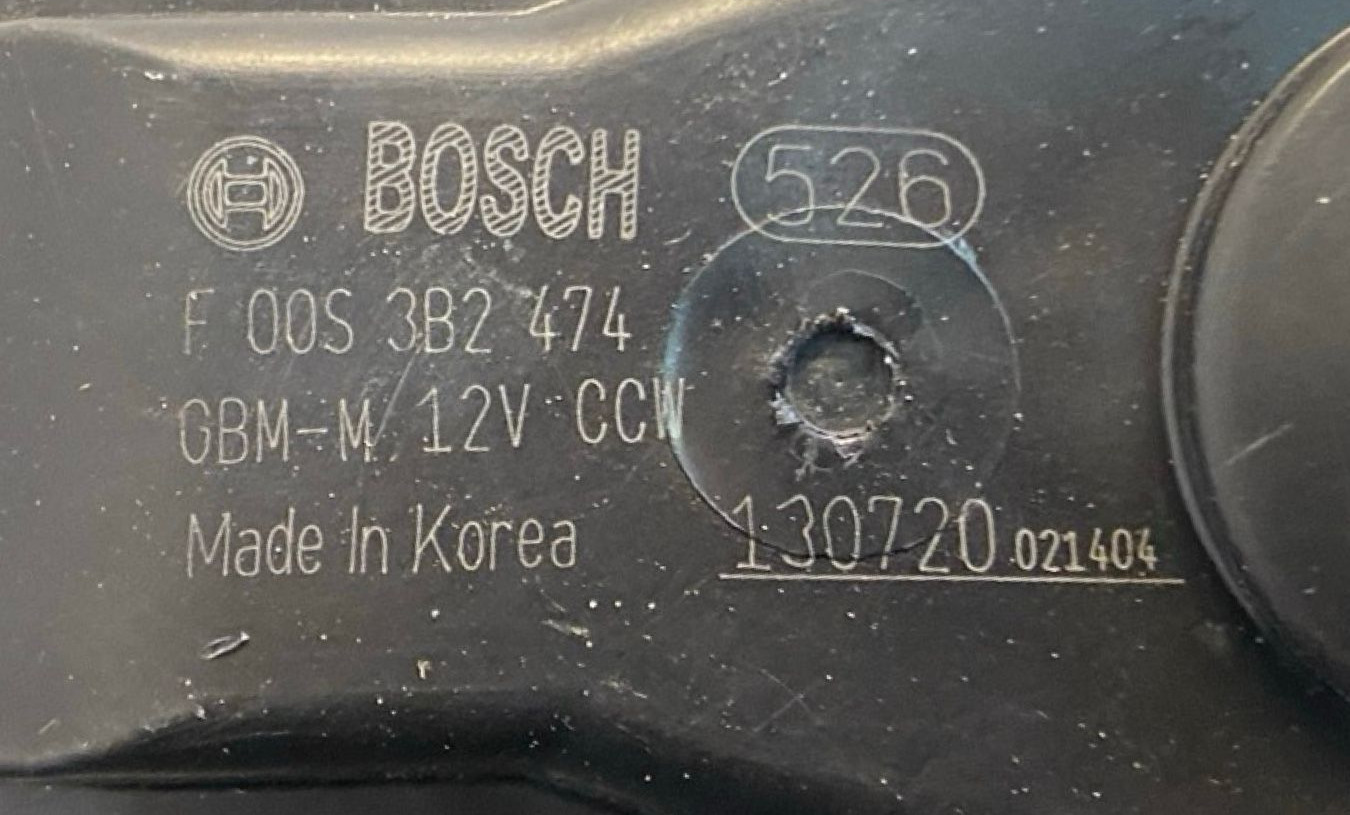 BOSCH 526
F 00S 3B2 474
GBM-M 12V CCW
Made In Korea 130720 021404